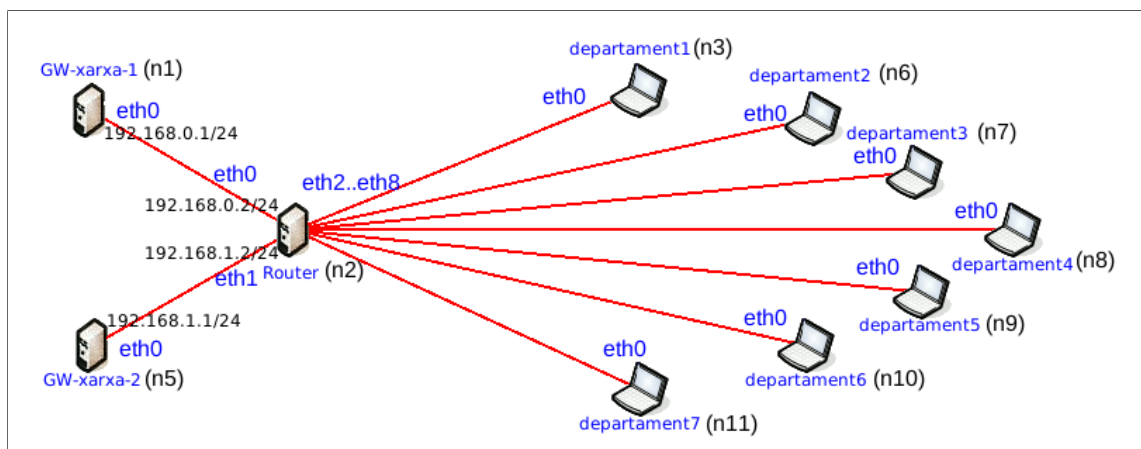 GW-xarxa-1 (n1)
eth0
192.168.0.1/24
eth0
192.168.0.2/24
eth2..eth8
192.168.1.2/24
Router (n2)
eth1
192.168.1.1/24
eth0
GW-xarxa-2 (n5)
departament1 (n3)
eth0
departament2 (n6)
eth0
departament3 (n7)
eth0
eth0
departament4 (n8)
eth0
departament5 (n9)
eth0
departament6 (n10)
eth0
departament7 (n11)